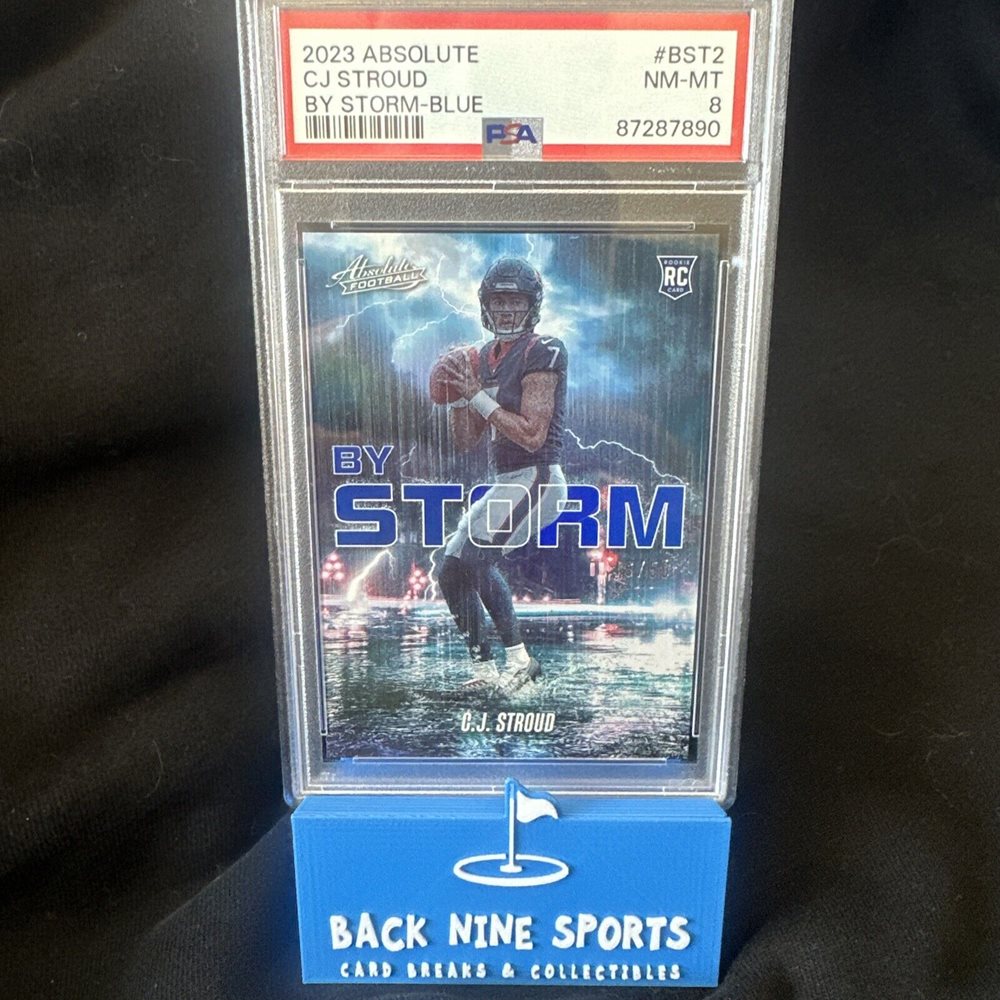 2023 ABSOLUTE #BST2
CJ STROUD NM-MT
BY STORM-BLUE 8
PSA 87287890
Absolute
FOOTBALL
ROOKIE
RC
CARD
7
BY
STORM
C.J. STROUD
BACK NINE SPORTS
CARD BREAKS & COLLECTIBLES